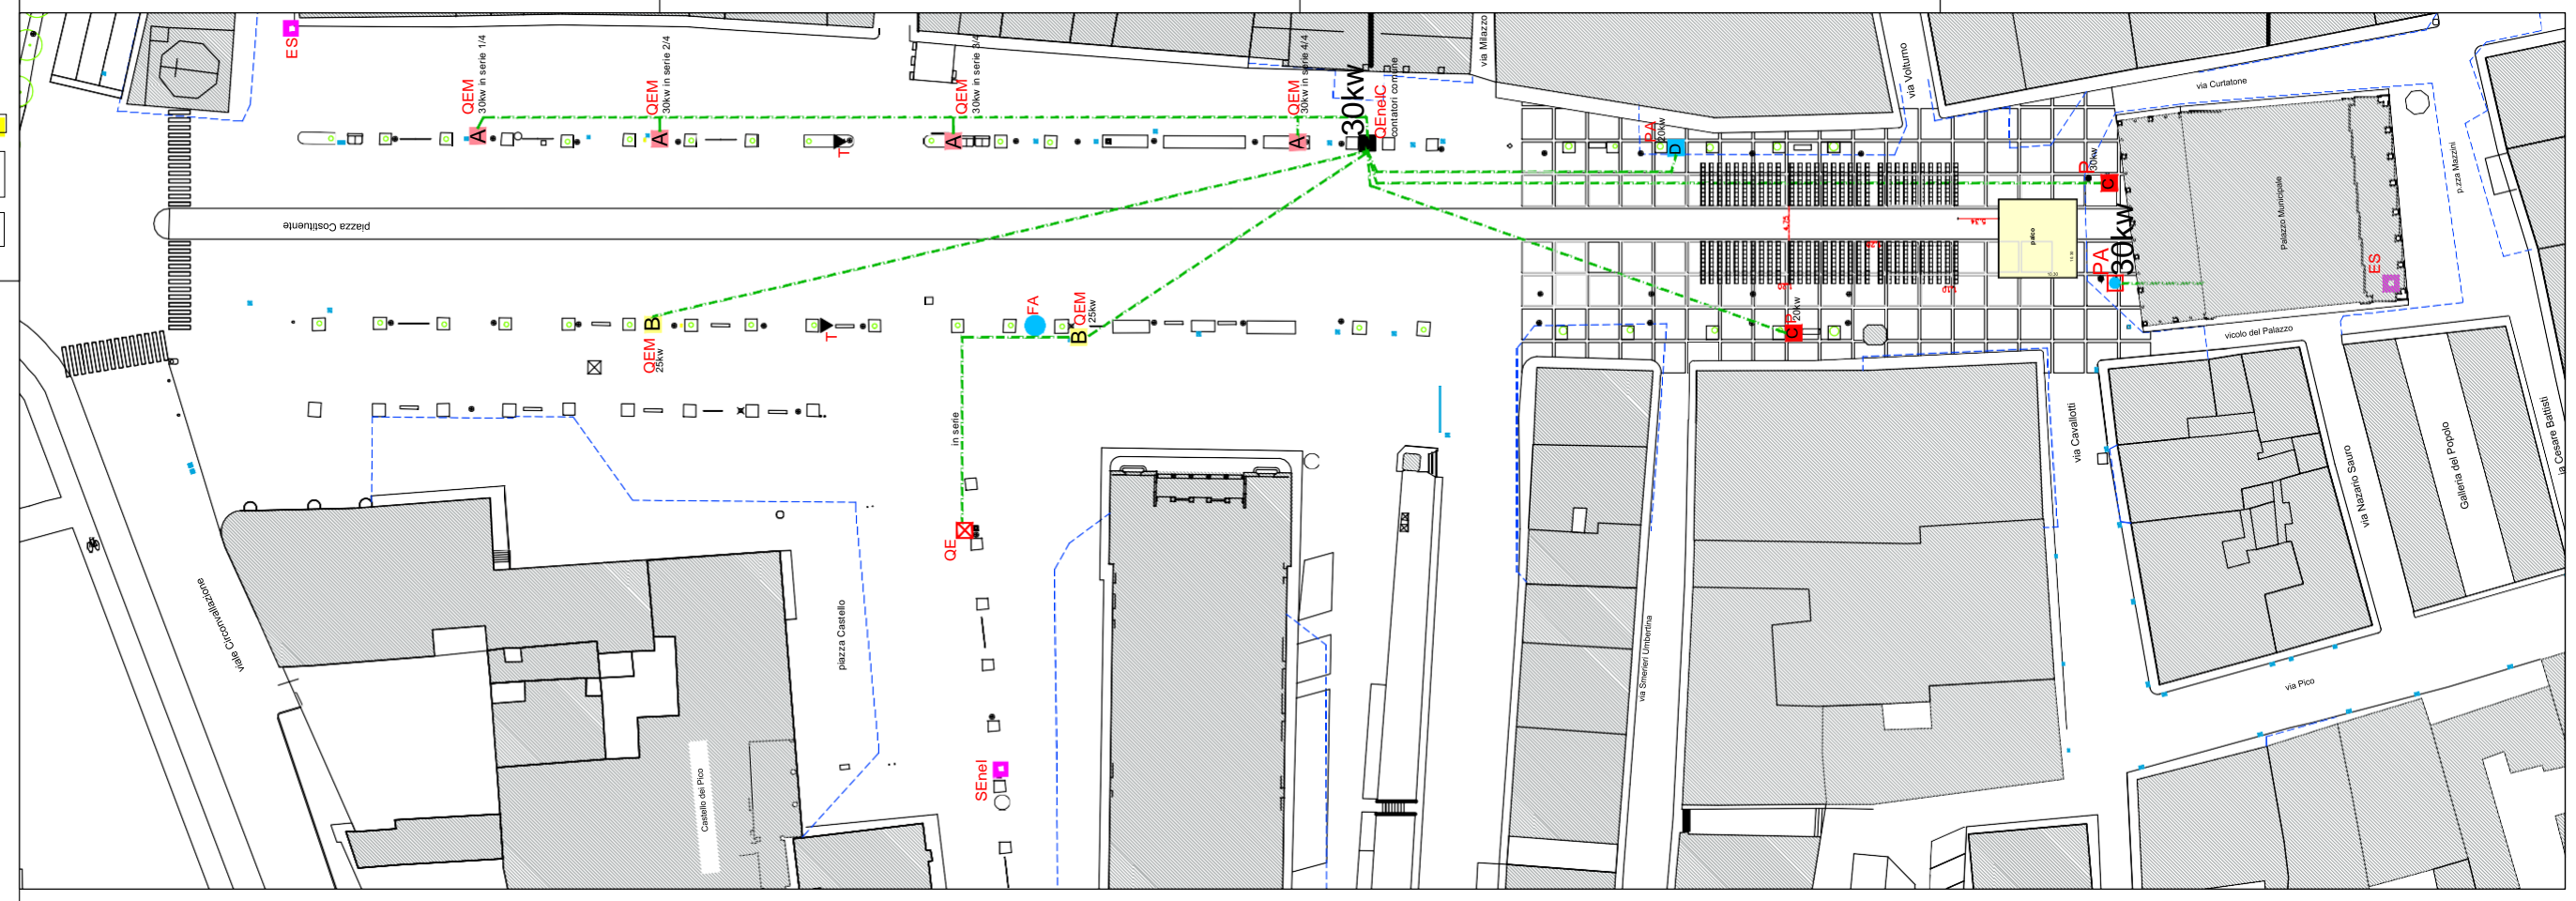 ES
QEM
30kw in serie 1/4
A
QEM
30kw in serie 2/4
A
QEM
30kw in serie 3/4
A
QEM
30kw in serie 4/4
A
30kw
QEnelC
contatori comune
via Milazzo
via Volturno
via Curtatone
p.zza Mazzini
PA
20kw
D
P
30kw
C
T
piazza Costituente
4.75
palco
Palazzo Municipale
PA
30kw
ES
FA
QEM
25kw
B
B
QEM
25kw
T
P
20kw
C
vicolo del Palazzo
in serie
QE
via Cavallotti
via Nazario Sauro
Galleria del Popolo
via Cesare Battisti
viale Circonvallazione
piazza Castello
via Smerieri Umbertina
via Pico
SEnel
Castello dei Pico